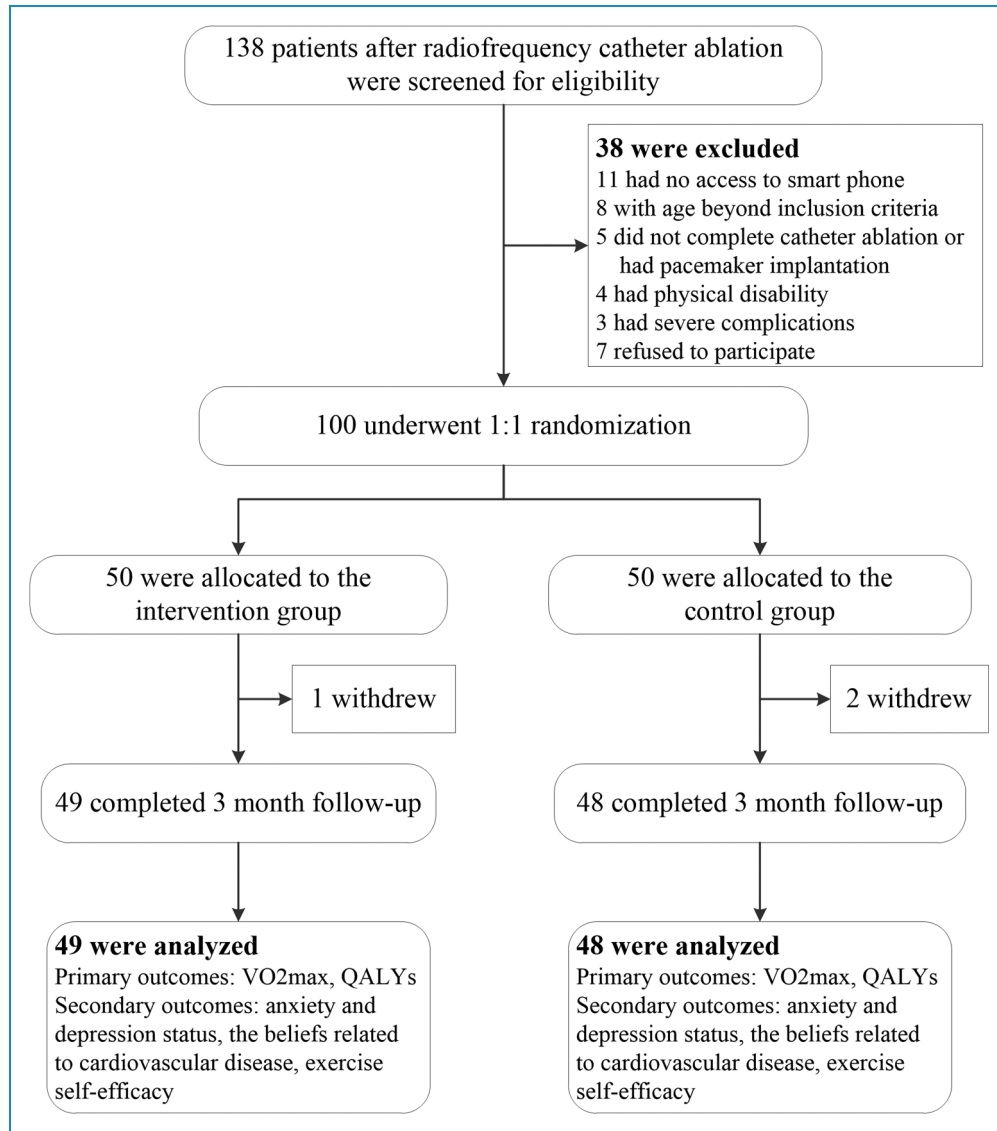 138 patients after radiofrequency catheter ablation
were screened for eligibility
38 were excluded
11 had no access to smart phone
8 with age beyond inclusion criteria
5 did not complete catheter ablation or
had pacemaker implantation
4 had physical disability
3 had severe complications
7 refused to participate
100 underwent 1:1 randomization
50 were allocated to the
intervention group
50 were allocated to the
control group
1 withdrew
2 withdrew
49 completed 3 month follow-up
48 completed 3 month follow-up
49 were analyzed
Primary outcomes: VO2max, QALYs
Secondary outcomes: anxiety and
depression status, the beliefs related
to cardiovascular disease, exercise
self-efficacy
48 were analyzed
Primary outcomes: VO2max, QALYs
Secondary outcomes: anxiety and
depression status, the beliefs related
to cardiovascular disease, exercise
self-efficacy